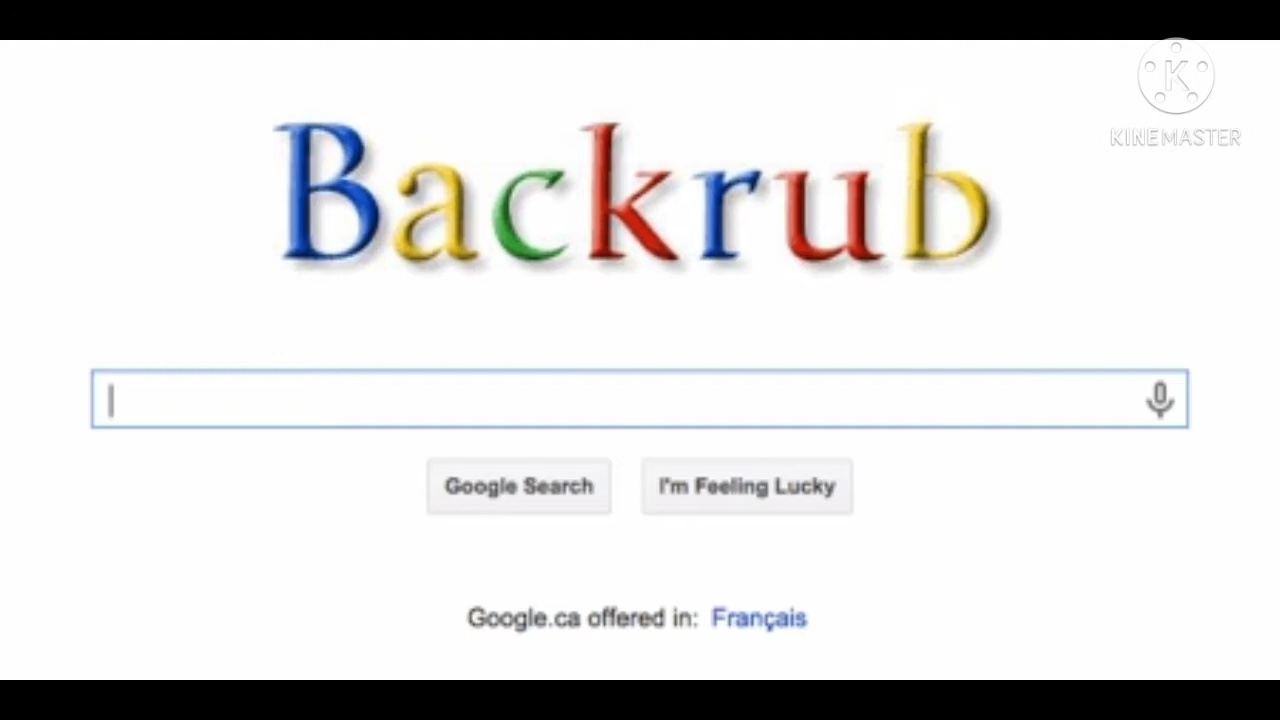 KINEMASTER
Backrub
Google Search
I'm Feeling Lucky
Google.ca offered in: Français